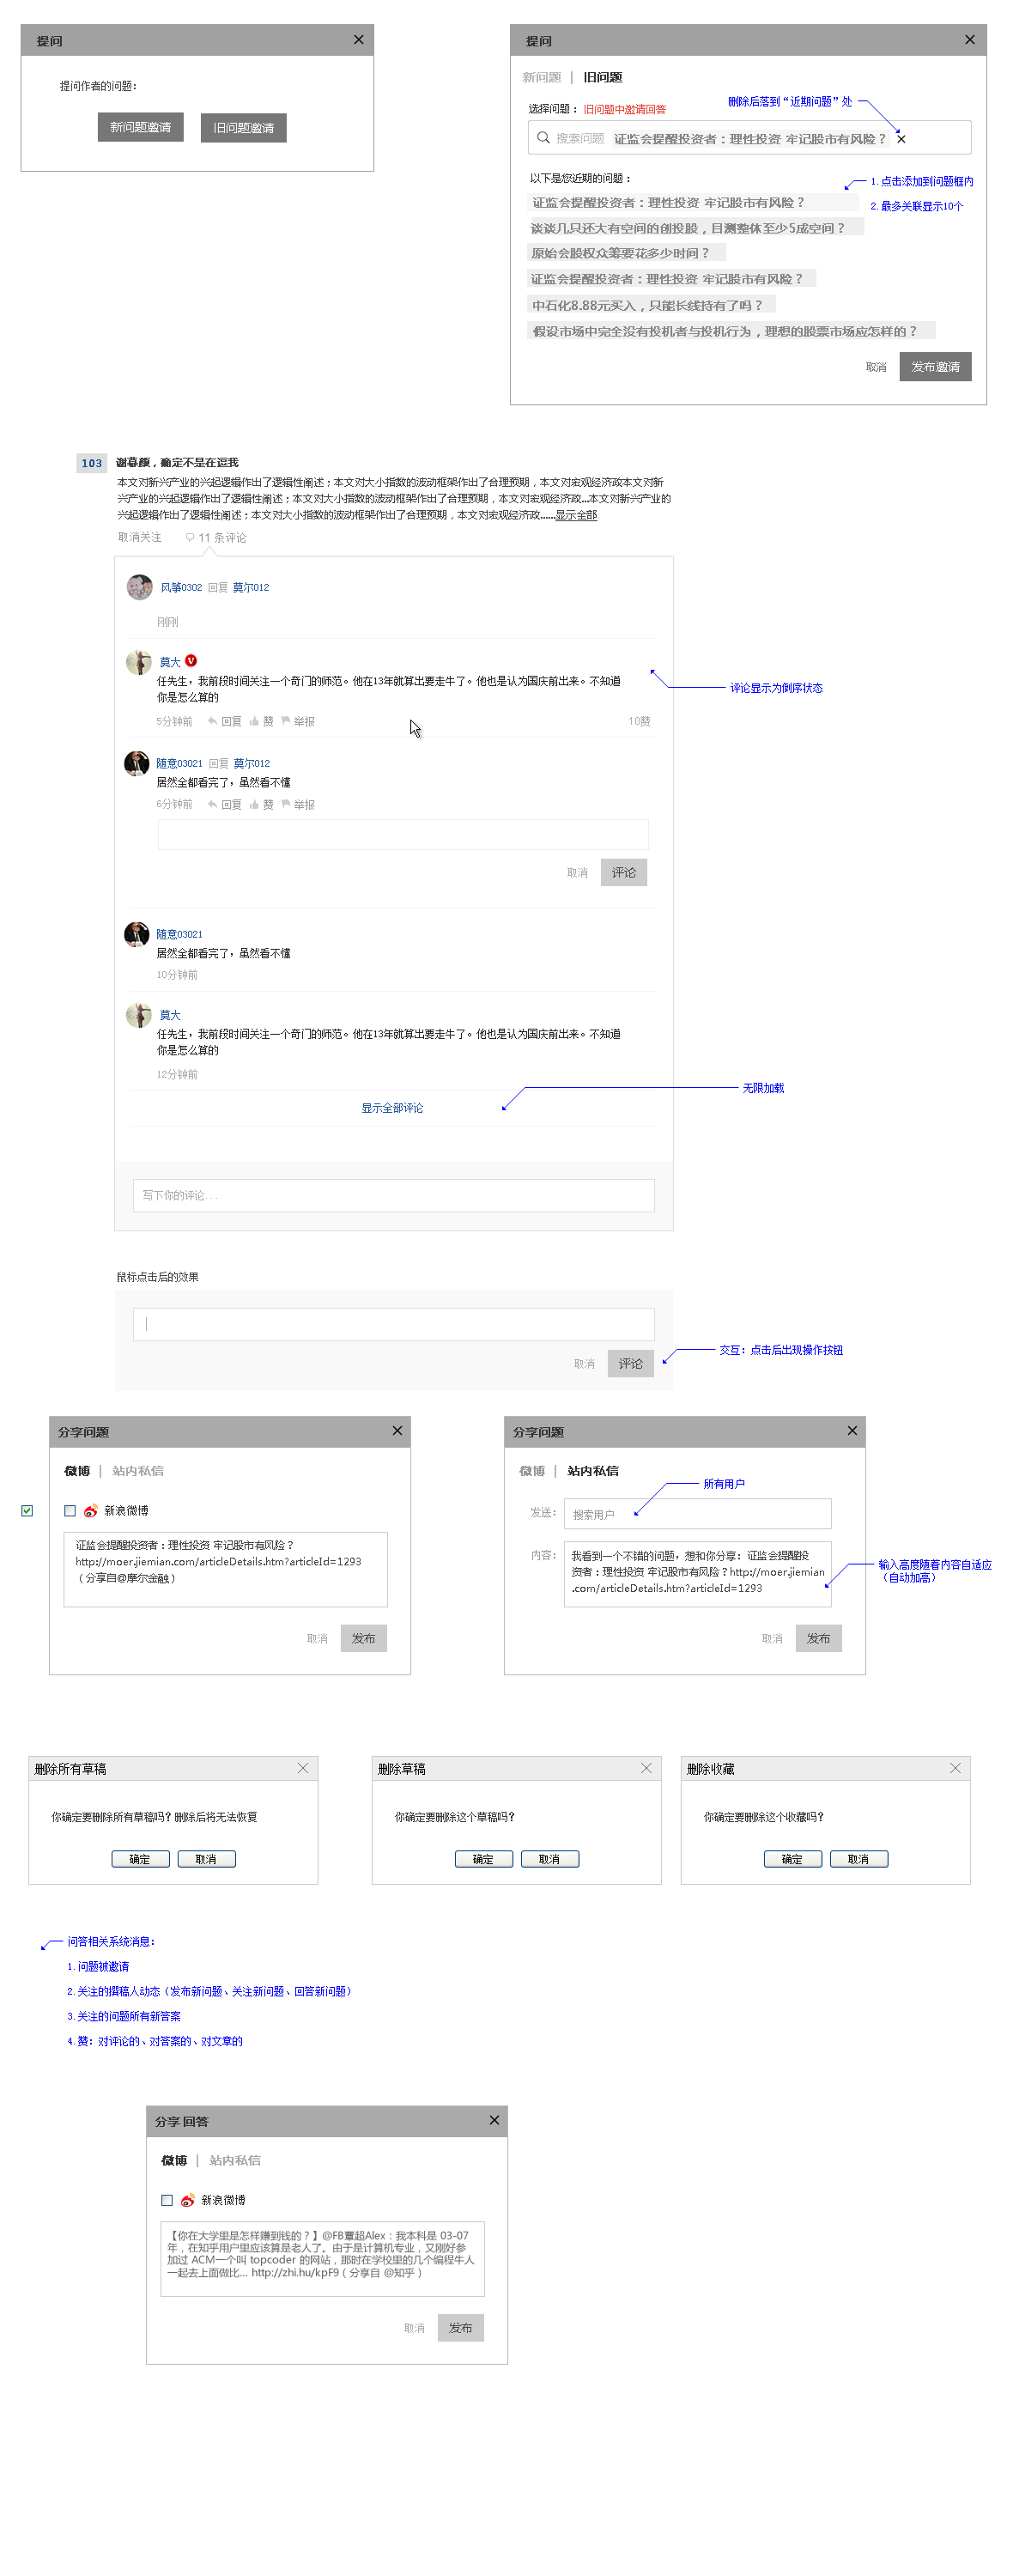 提问
提问作者的问题：
新问题邀请
旧问题邀请
提问
新问题 | 旧问题
选择问题： 旧问题中邀请回答
删除后落到“近期问题”处
搜索问题 证监会提醒投资者：理性投资 牢记股市有风险？
以下是您近期的问题：
1. 点击添加到问题框内
2. 最多关联显示10个
证监会提醒投资者：理性投资 牢记股市有风险？
谈谈几只还大有空间的创投股，目测整体至少5成空间？
原始会股权众筹要花多少时间？
证监会提醒投资者：理性投资 牢记股市有风险？
中石化8.88元买入，只能长线持有了吗？
假设市场中完全没有投机者与投机行为，理想的股票市场应怎样的？
取消 发布邀请
103 谢暮颜，确定不是在逗我
本文对新兴产业的兴起逻辑作出了逻辑性阐述；本文对大小指数的波动框架作出了合理预期，本文对宏观经济政本文对新
兴产业的兴起逻辑作出了逻辑性阐述；本文对大小指数的波动框架作出了合理预期，本文对宏观经济政...本文对新兴产业的
兴起逻辑作出了逻辑性阐述；本文对大小指数的波动框架作出了合理预期，本文对宏观经济政......显示全部
取消关注 11 条评论
风筝0302 回复 莫尔012
刚刚
莫大 V
任先生，我前段时间关注一个奇门的师范。他在13年就算出要走牛了。他也是认为国庆前出来。不知道
你是怎么算的
5分钟前 回复 赞 举报 10赞
评论显示为倒序状态
随意03021 回复 莫尔012
居然全都看完了，虽然看不懂
6分钟前 回复 赞 举报
取消 评论
随意03021
居然全都看完了，虽然看不懂
10分钟前
莫大
任先生，我前段时间关注一个奇门的师范。他在13年就算出要走牛了。他也是认为国庆前出来。不知道
你是怎么算的
12分钟前
显示全部评论
无限加载
写下你的评论...
鼠标点击后的效果
取消 评论
交互：点击后出现操作按钮
分享问题
微博 | 站内私信
新浪微博
证监会提醒投资者：理性投资 牢记股市有风险？
http://moer.jiemian.com/articleDetails.htm?articleId=1293
（分享自@摩尔金融）
取消 发布
分享问题
微博 | 站内私信
所有用户
发送： 搜索用户
内容： 我看到一个不错的问题，想和你分享：证监会提醒投
资者：理性投资 牢记股市有风险？http://moer.jiemian
.com/articleDetails.htm?articleId=1293
输入高度随着内容自适应
（自动加高）
取消 发布
删除所有草稿
你确定要删除所有草稿吗？删除后将无法恢复
确定 取消
删除草稿
你确定要删除这个草稿吗？
确定 取消
删除收藏
你确定要删除这个收藏吗？
确定 取消
问答相关系统消息：
1. 问题被邀请
2. 关注的撰稿人动态（发布新问题、关注新问题、回答新问题）
3. 关注的问题所有新答案
4. 赞：对评论的、对答案的、对文章的
分享 回答
微博 | 站内私信
新浪微博
【你在大学里是怎样赚到钱的？】@FB覃超Alex：我本科是 03-07
年，在知乎用户里应该算是老人了。由于是计算机专业，又刚好参
加过 ACM一个叫 topcoder 的网站，那时在学校里的几个编程牛人
一起去上面做比... http://zhi.hu/kpF9（分享自 @知乎）
取消 发布